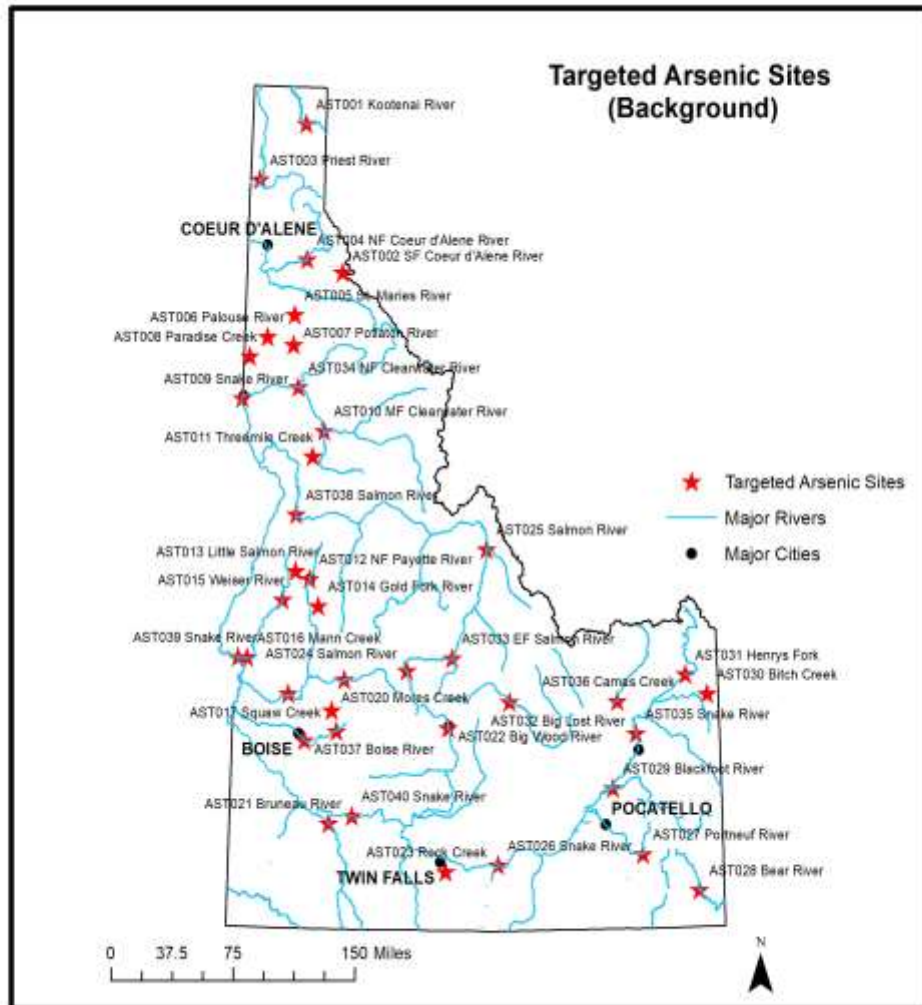 Targeted Arsenic Sites
(Background)
AST001 Kootenai River
AST003 Priest River
COEUR D'ALENE
AST004 NF Coeur d'Alene River
AST002 SF Coeur d'Alene River
AST005 St. Maries River
AST006 Palouse River
AST008 Paradise Creek
AST007 Potlatch River
AST034 NF Clearwater River
AST009 Snake River
AST010 MF Clearwater River
AST011 Threemile Creek
AST038 Salmon River
Targeted Arsenic Sites
Major Rivers
Major Cities
AST025 Salmon River
AST013 Little Salmon River
AST012 NF Payette River
AST015 Weiser River
AST014 Gold Fork River
AST039 Snake River
AST016 Mann Creek
AST033 EF Salmon River
AST024 Salmon River
AST031 Henrys Fork
AST030 Bitch Creek
AST036 Camas Creek
AST020 Mores Creek
AST017 Squaw Creek
AST032 Big Lost River
AST035 Snake River
AST022 Big Wood River
BOISE
AST037 Boise River
AST029 Blackfoot River
AST021 Bruneau River
AST040 Snake River
POCATELLO
AST027 Portneuf River
AST023 Rock Creek
AST026 Snake River
TWIN FALLS
AST028 Bear River
0 37.5 75 150 Miles
N